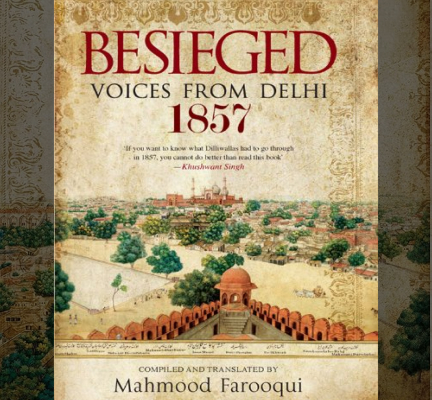 BESIEGED
VOICES FROM DELHI
1857
'If you want to know what Dilliwallas had to go through
in 1857, you cannot do better than read this book'
—Khushwant Singh
COMPILED AND TRANSLATED BY
Mahmood Farooqui